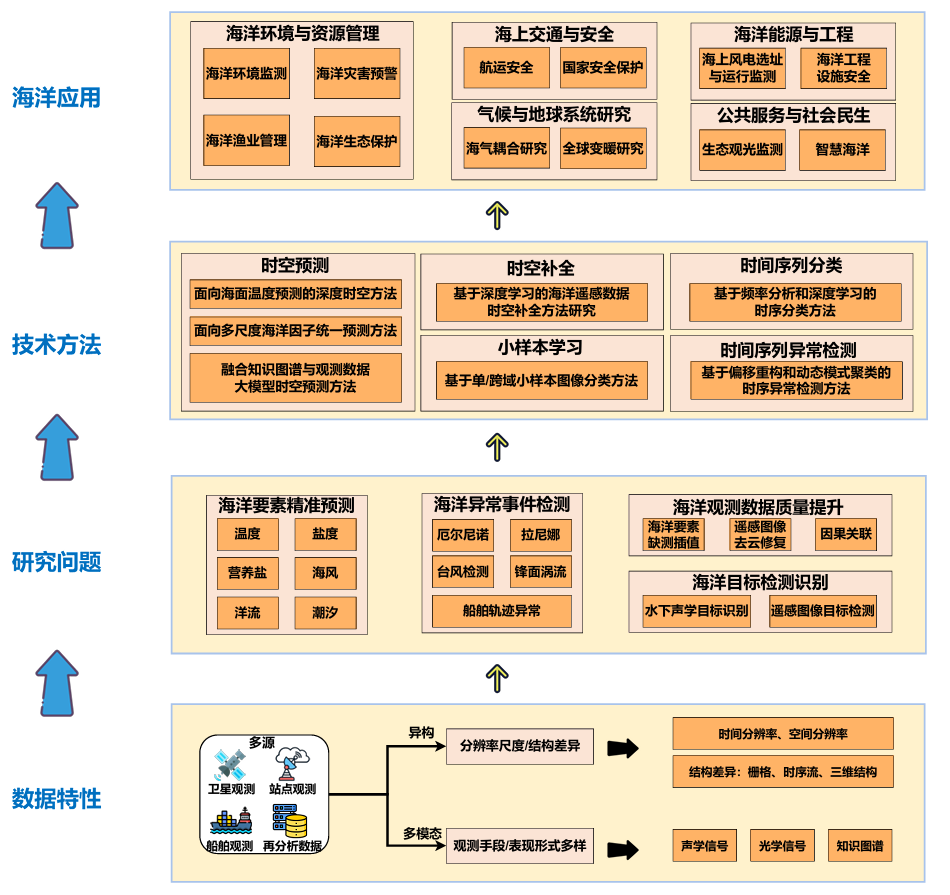 海洋应用
海洋环境与资源管理
海洋环境监测
海洋灾害预警
海洋渔业管理
海洋生态保护
海上交通与安全
航运安全
国家安全保护
气候与地球系统研究
海气耦合研究
全球变暖研究
海洋能源与工程
海上风电选址
与运行监测
海洋工程
设施安全
公共服务与社会民生
生态观光监测
智慧海洋
技术方法
时空预测
面向海面温度预测的深度时空方法
面向多尺度海洋因子统一预测方法
融合知识图谱与观测数据
大模型时空预测方法
时空补全
基于深度学习的海洋遥感数据
时空补全方法研究
小样本学习
基于单/跨域小样本图像分类方法
时间序列分类
基于频率分析和深度学习的
时序分类方法
时间序列异常检测
基于偏移重构和动态模式聚类的
时序异常检测方法
研究问题
海洋要素精准预测
温度
盐度
营养盐
海风
洋流
潮汐
海洋异常事件检测
厄尔尼诺
拉尼娜
台风检测
锋面涡流
船舶轨迹异常
海洋观测数据质量提升
海洋要素
缺测插值
遥感图像
去云修复
因果关联
海洋目标检测识别
水下声学目标识别
遥感图像目标检测
数据特性
多源
卫星观测
站点观测
船舶观测
再分析数据
异构
分辨率尺度/结构差异
时间分辨率、空间分辨率
结构差异：栅格、时序流、三维结构
多模态
观测手段/表现形式多样
声学信号
光学信号
知识图谱